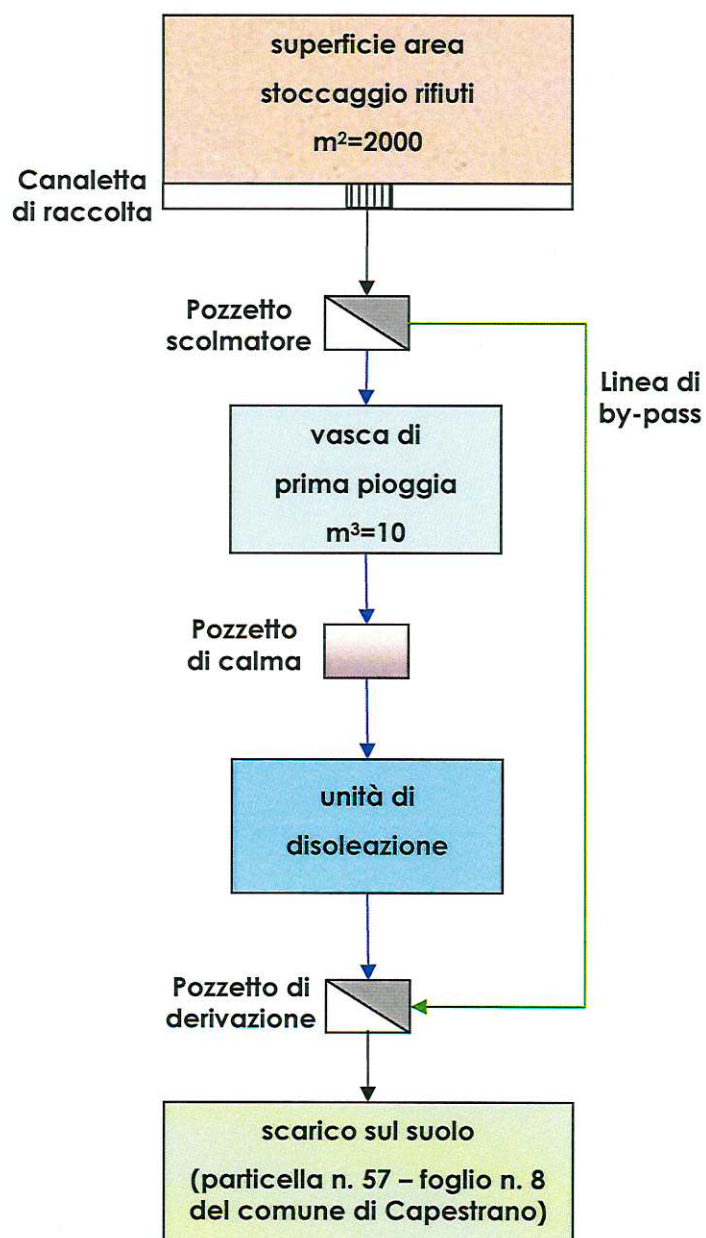 superficie area
stoccaggio rifiuti
m²=2000
Canaletta
di raccolta
Pozzetto
scolmatore
Linea di
by-pass
vasca di
prima pioggia
m³=10
Pozzetto
di calma
unità di
disoleazione
Pozzetto di
derivazione
scarico sul suolo
(particella n. 57 – foglio n. 8
del comune di Capestrano)